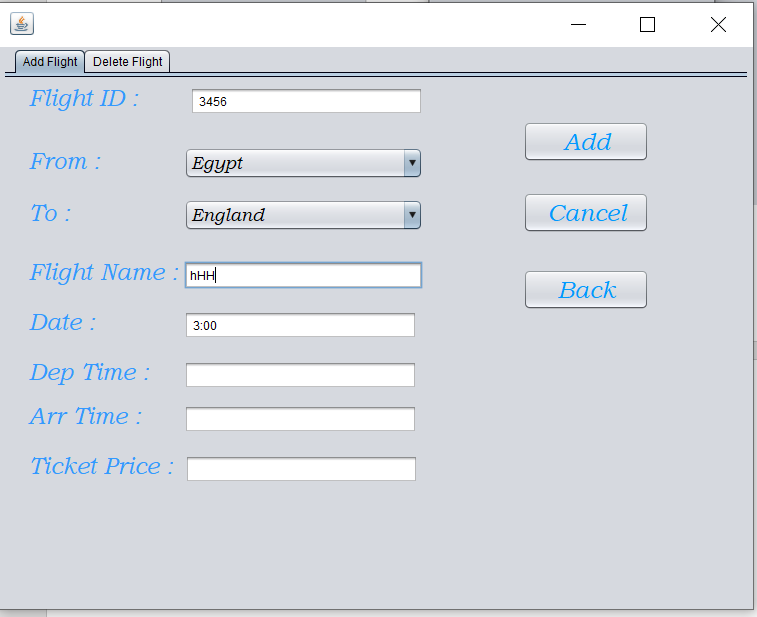 Add Flight Delete Flight
Flight ID : 3456
Add
From : Egypt
To : England
Cancel
Flight Name : hHH
Back
Date : 3:00
Dep Time :
Arr Time :
Ticket Price :